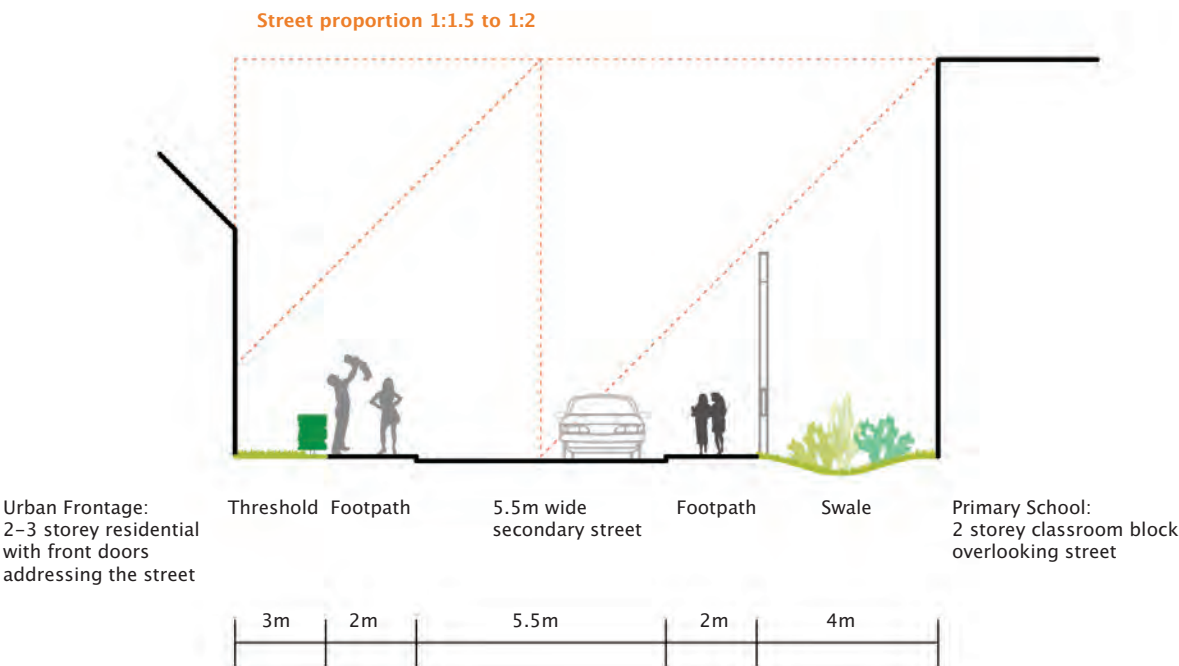 Street proportion 1:1.5 to 1:2
Urban Frontage:
2-3 storey residential
with front doors
addressing the street
Threshold
Footpath
5.5m wide
secondary street
Footpath
Swale
Primary School:
2 storey classroom block
overlooking street
3m
2m
5.5m
2m
4m